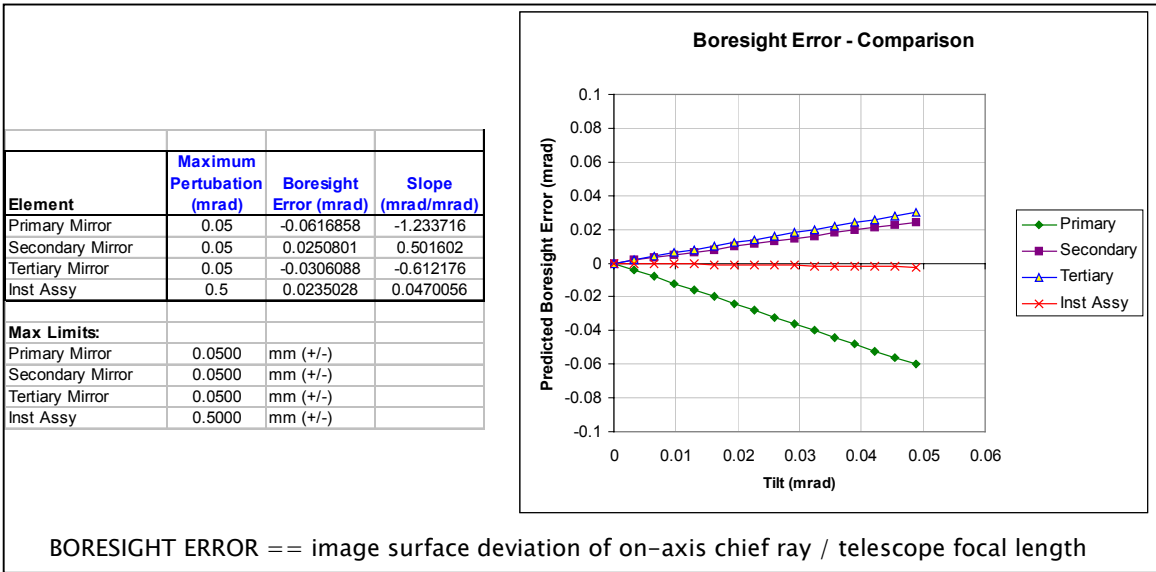 Maximum
Pertubation Boresight Slope
Element (mrad) Error (mrad) (mrad/mrad)
Primary Mirror 0.05 -0.0616858 -1.233716
Secondary Mirror 0.05 0.0250801 0.501602
Tertiary Mirror 0.05 -0.0306088 -0.612176
Inst Assy 0.5 0.0235028 0.0470056
Max Limits:
Primary Mirror 0.0500 mm (+/-)
Secondary Mirror 0.0500 mm (+/-)
Tertiary Mirror 0.0500 mm (+/-)
Inst Assy 0.5000 mm (+/-)
Boresight Error - Comparison
Predicted Boresight Error (mrad)
0.1
0.08
0.06
0.04
0.02
0
-0.02
-0.04
-0.06
-0.08
-0.1
0 0.01 0.02 0.03 0.04 0.05 0.06
Tilt (mrad)
Primary
Secondary
Tertiary
Inst Assy
BORESIGHT ERROR == image surface deviation of on-axis chief ray / telescope focal length